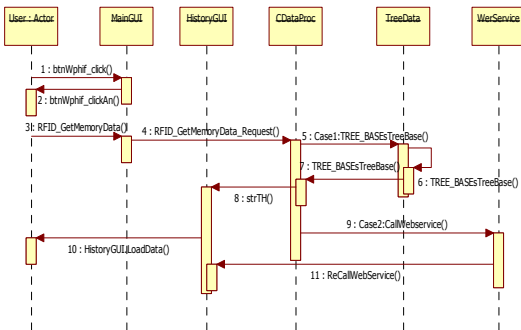 User : Actor
MainGUI
HistoryGUI
CDataProc
TreeData
WerService
1 : btnWphif_click()
2 : btnWphif_clickAn()
3 : RFID_GetMemoryData()
4 : RFID_GetMemoryData_Request()
5 : Case1:TREE_BASEsTreeBase()
7 : TREE_BASEsTreeBase()
6 : TREE_BASEsTreeBase()
8 : strTH()
9 : Case2:CallWebservice()
10 : HistoryGUI.LoadData()
11 : ReCallWebService()